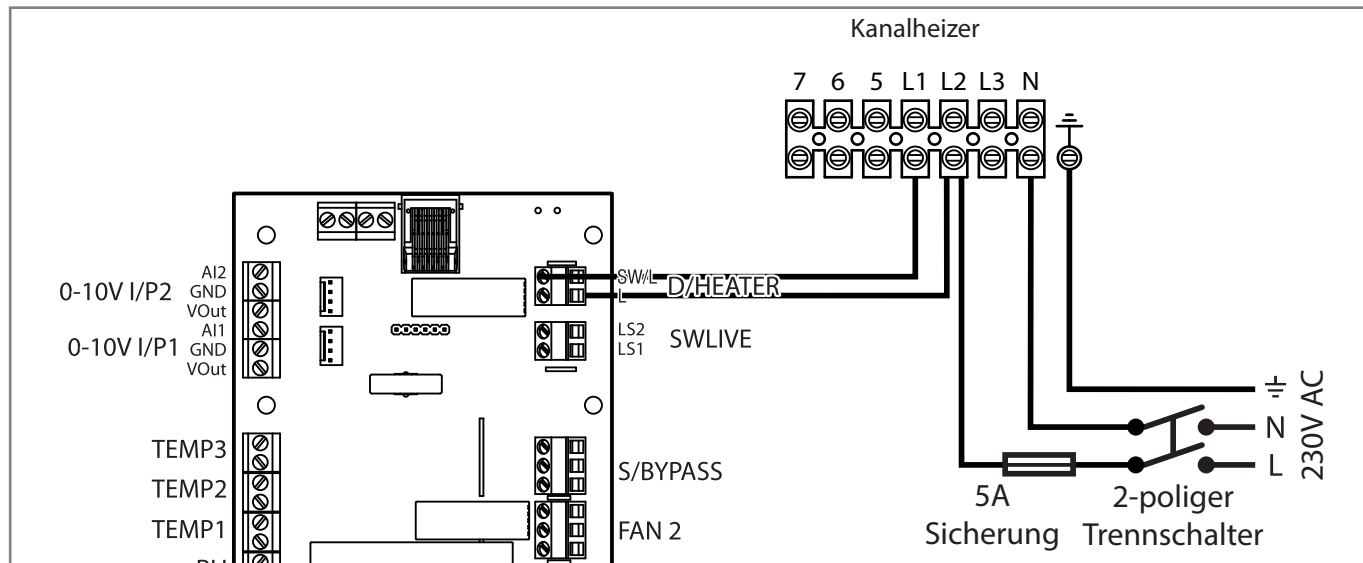 Kanalheizer
7 6 5 L1 L2 L3 N
AI2
0-10V I/P2 GND
VOut
AI1
0-10V I/P1 GND
VOut
SW/L
D/HEATER
L
LS2
SWLIVE
LS1
TEMP3
TEMP2
TEMP1
S/BYPASS
FAN 2
N
L
230V AC
5A
Sicherung
2-poliger
Trennschalter